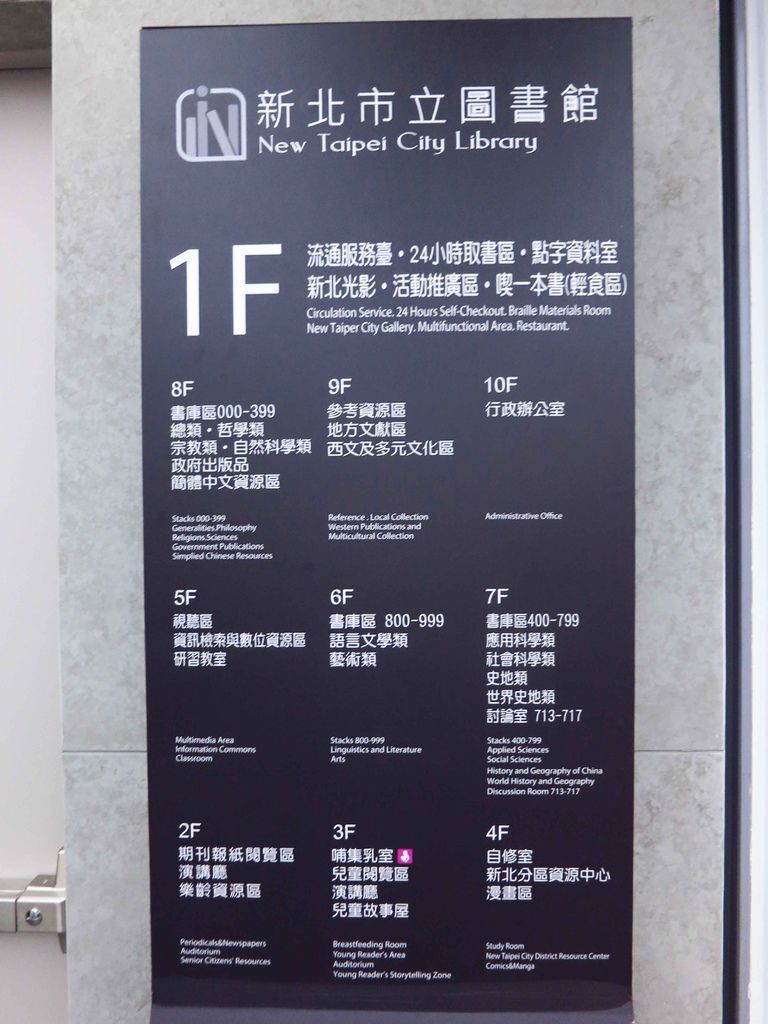 新北市立圖書館
New Taipei City Library
1F
流通服務臺・24小時取書區・點字資料室
新北光影・活動推廣區・喫一本書(輕食區)
Circulation Service. 24 Hours Self-Checkout. Braille Materials Room
New Taiper City Gallery. Multifunctional Area. Restaurant.
8F
書庫區000-399
總類・哲學類
宗教類・自然科學類
政府出版品
簡體中文資源區
Stacks 000-399
Generalities.Philosophy
Religions.Sciences
Government Publications
Simplied Chinese Resources
9F
參考資源區
地方文獻區
西文及多元文化區
Reference . Local Collection
Western Publications and
Multicultural Collection
10F
行政辦公室
Administrative Office
5F
視聽區
資訊檢索與數位資源區
研習教室
Multimedia Area
Information Commons
Classroom
6F
書庫區 800-999
語言文學類
藝術類
Stacks 800-999
Linguistics and Literature
Arts
7F
書庫區400-799
應用科學類
社會科學類
史地類
世界史地類
討論室 713-717
Stacks 400-799
Applied Sciences
Social Sciences
History and Geography of China
World History and Geography
Discussion Room 713-717
2F
期刊報紙閱覽區
演講廳
樂齡資源區
Periodicals&Newspapers
Auditorium
Senior Citizens' Resources
3F
哺集乳室
兒童閱覽區
演講廳
兒童故事屋
Breastfeeding Room
Young Reader's Area
Auditorium
Young Reader's Storytelling Zone
4F
自修室
新北分區資源中心
漫畫區
Study Room
New Taipei City District Resource Center
Comics&Manga